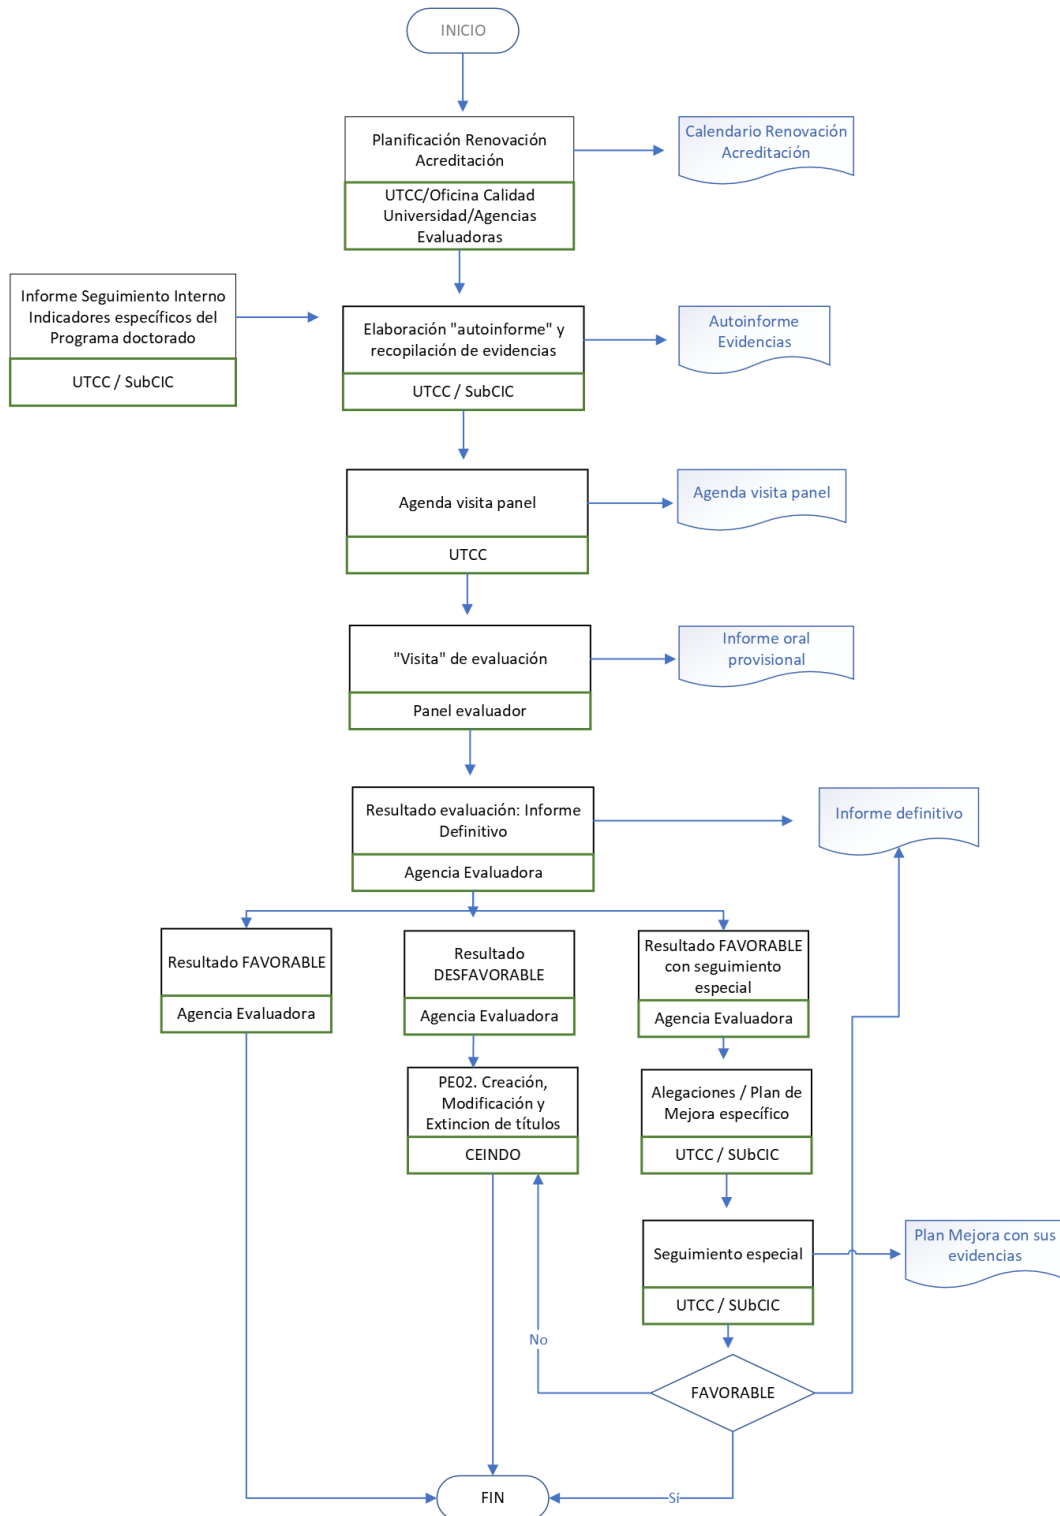 INICIO
Planificación Renovación
Acreditación
UTCC/Oficina Calidad
Universidad/Agencias
Evaluadoras
Calendario Renovación
Acreditación
Informe Seguimiento Interno
Indicadores específicos del
Programa doctorado
UTCC / SubCIC
Elaboración "autoinforme" y
recopilación de evidencias
UTCC / SubCIC
Autoinforme
Evidencias
Agenda visita panel
UTCC
Agenda visita panel
"Visita" de evaluación
Panel evaluador
Informe oral
provisional
Resultado evaluación: Informe
Definitivo
Agencia Evaluadora
Informe definitivo
Resultado FAVORABLE
Agencia Evaluadora
Resultado
DESFAVORABLE
Agencia Evaluadora
Resultado FAVORABLE
con seguimiento
especial
Agencia Evaluadora
PE02. Creación,
Modificación y
Extincion de títulos
CEINDO
Alegaciones / Plan de
Mejora específico
UTCC / SUbCIC
Seguimiento especial
UTCC / SUbCIC
Plan Mejora con sus
evidencias
No
FAVORABLE
Sí
FIN